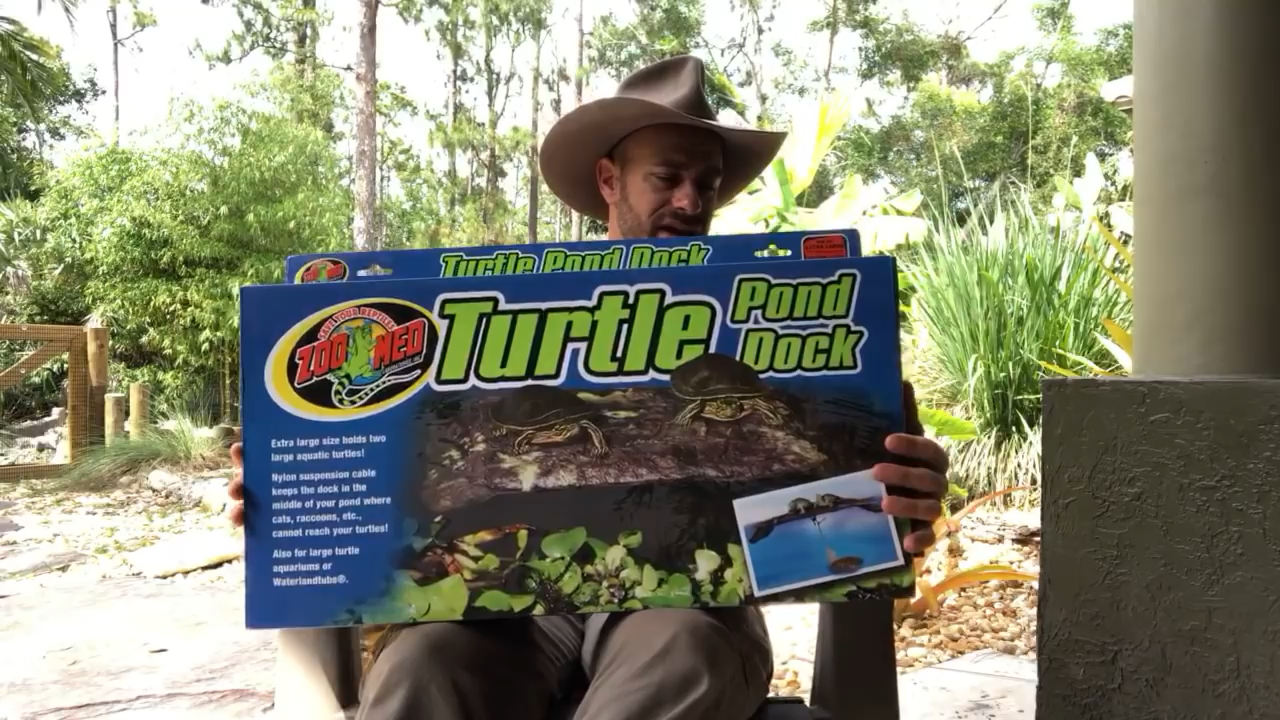 Turtle Pond Dock
SAVE YOUR REPTILES
ZOO MED
Turtle Pond
Dock
Extra large size holds two
large aquatic turtles!
Nylon suspension cable
keeps the dock in the
middle of your pond where
cats, raccoons, etc.,
cannot reach your turtles!
Also for large turtle
aquariums or
Waterlandtubs®.